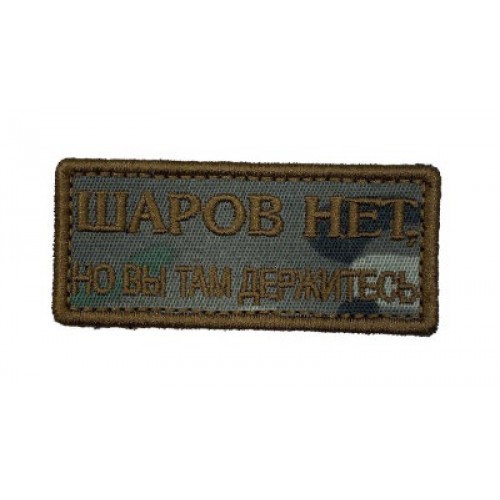 ШАРОВ НЕТ,
НО ВЫ ТАМ ДЕРЖИТЕСЬ